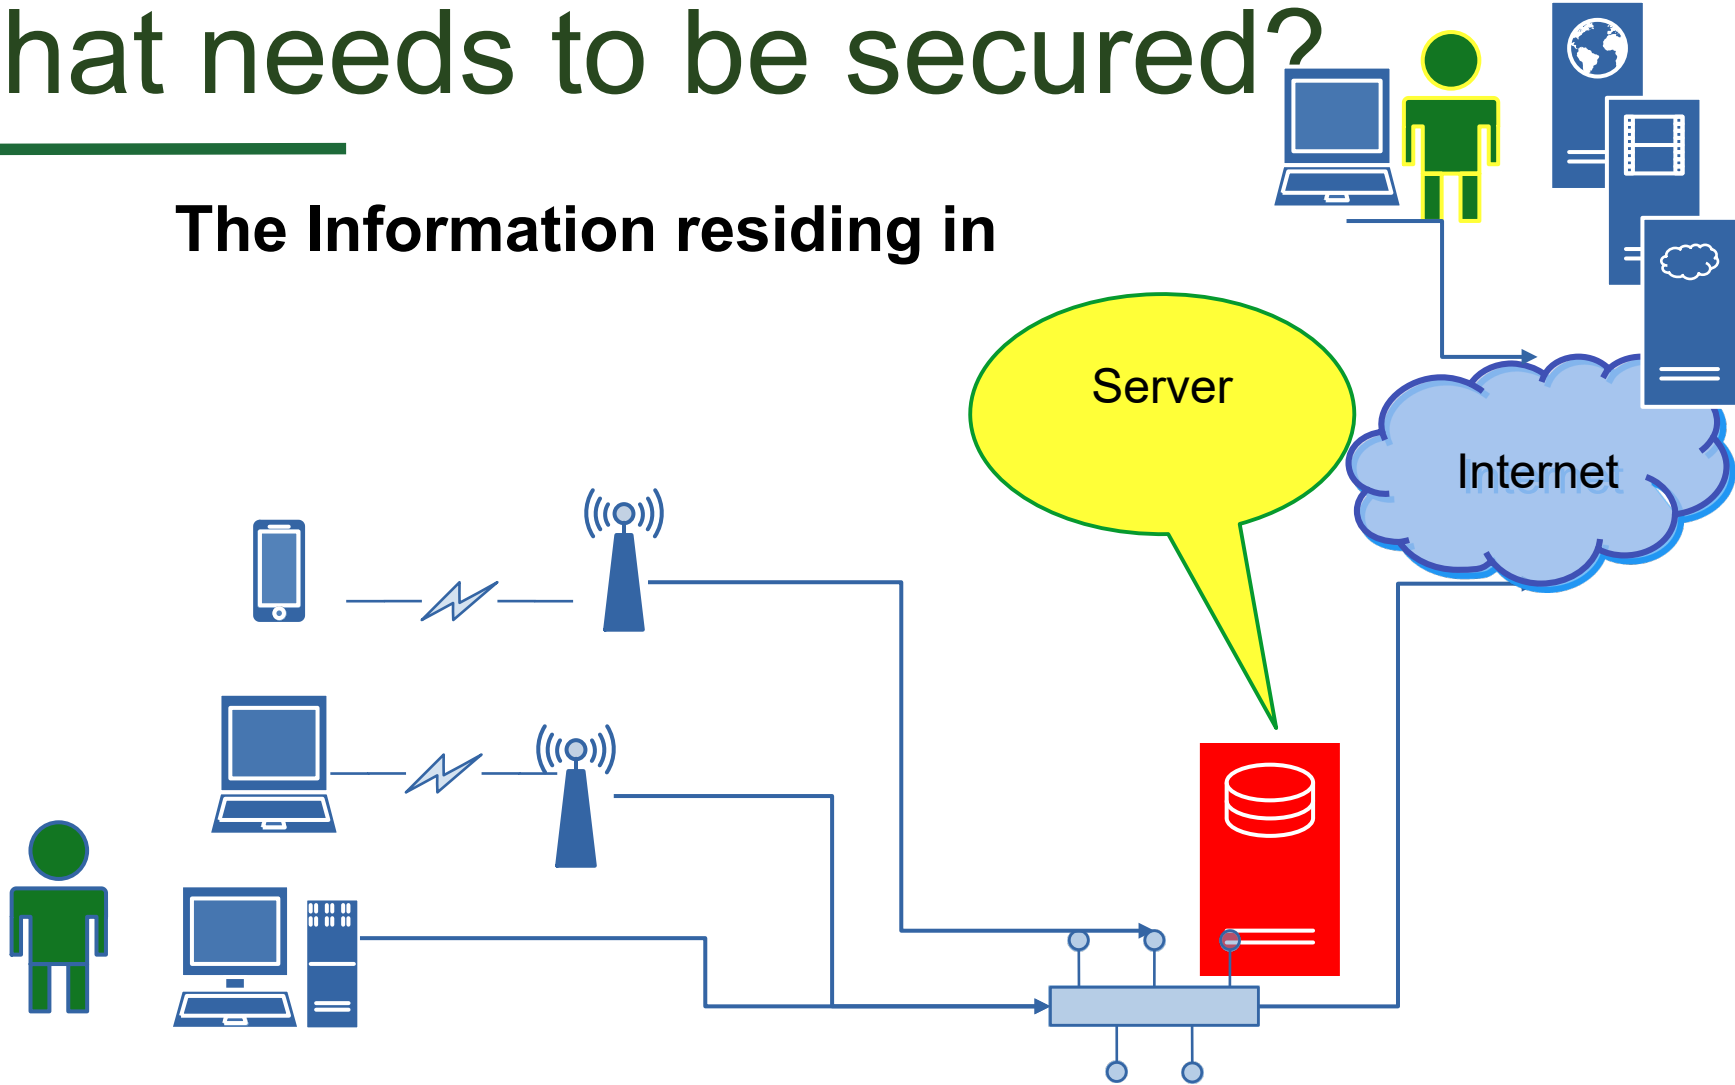 hat needs to be secured?
The Information residing in
Server
Internet